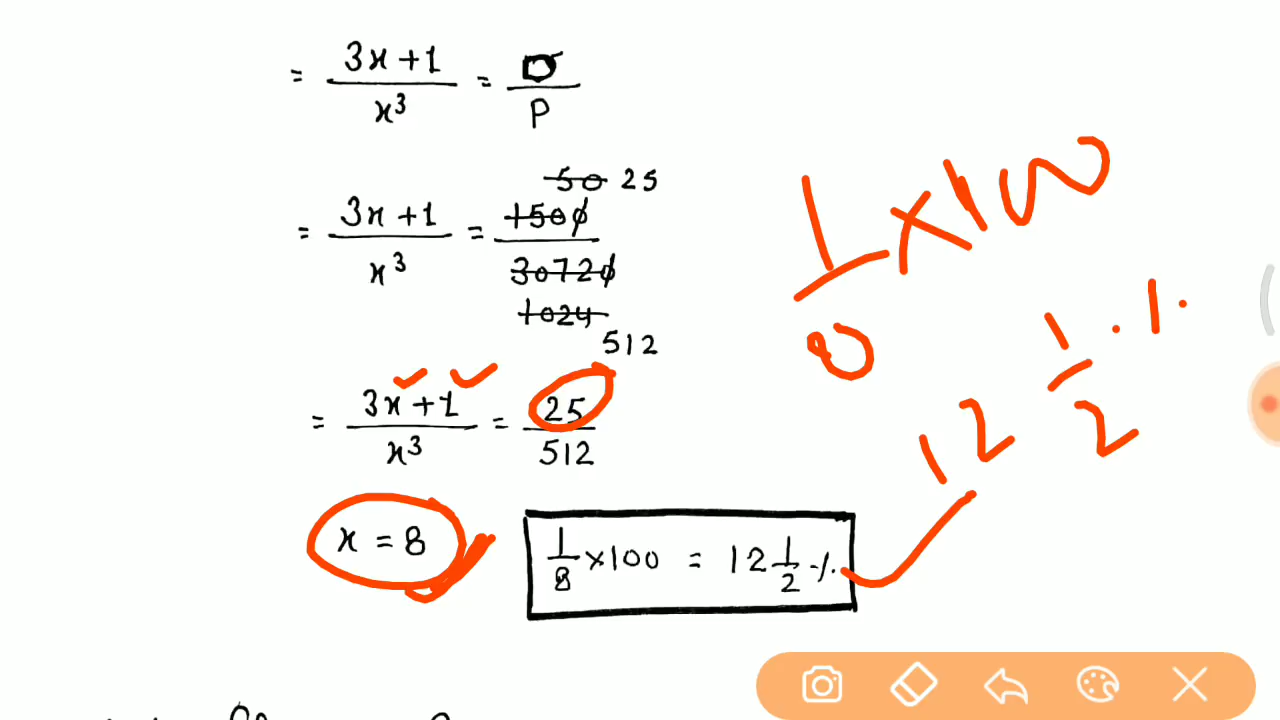 = 3x+1/x³ = D/P
50 25
= 3x+1/x³ = 1500/30720
1024
512
= 3x+1/x³ = 25/512
x = 8
1/8 ×100 = 12 1/2 %
1/8 ×100
12 1/2 %